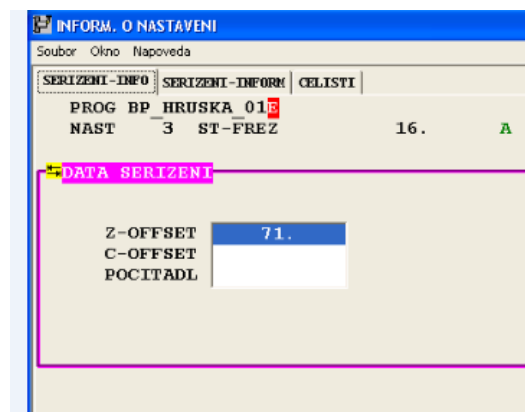 INFORM. O NASTAVENI
Soubor Okno Napoveda
SERIZENI-INFO SERIZENI-INFORM CELISTI
PROG BP_HRUSKA_01E
NAST 3 ST-FREZ 16. A
DATA SERIZENI
Z-OFFSET 71.
C-OFFSET
POCITADL